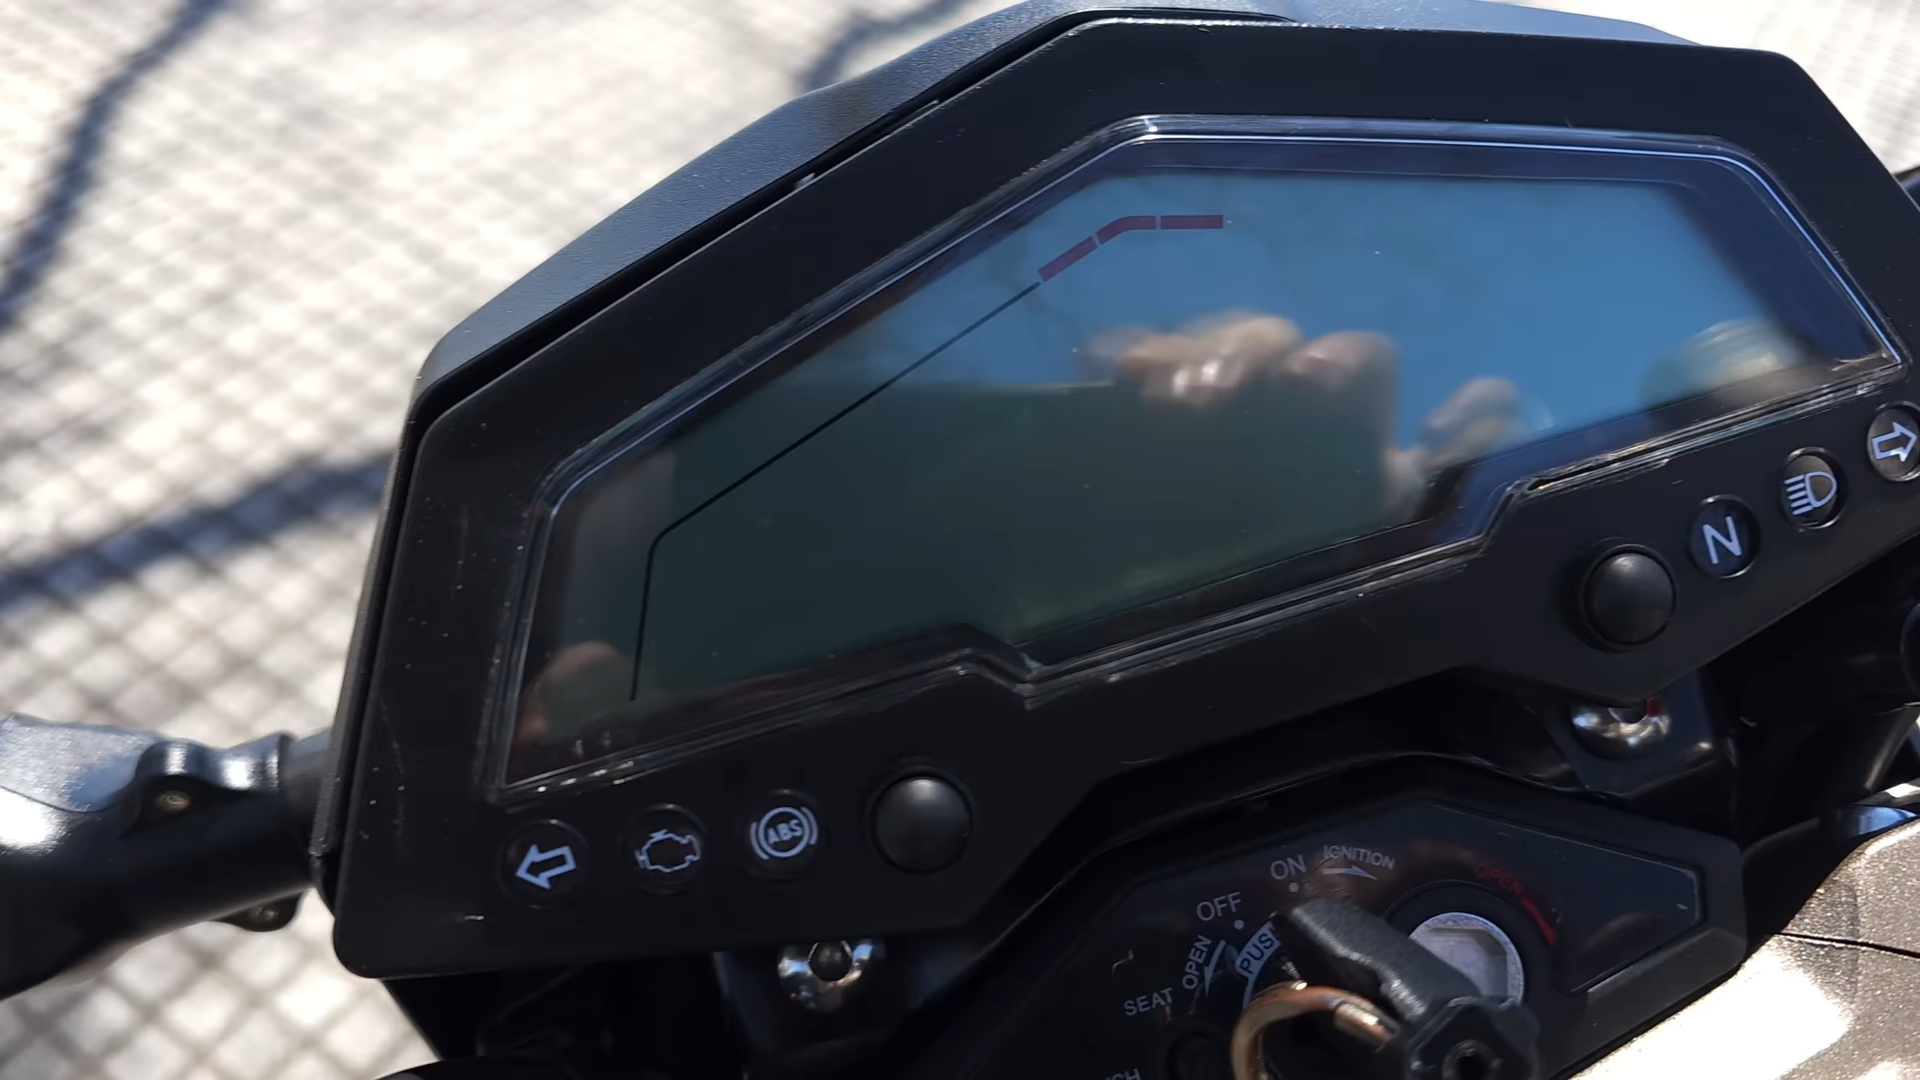 N
ABS
ON
IGNITION
OPEN
OFF
PUSH
OPEN
SEAT